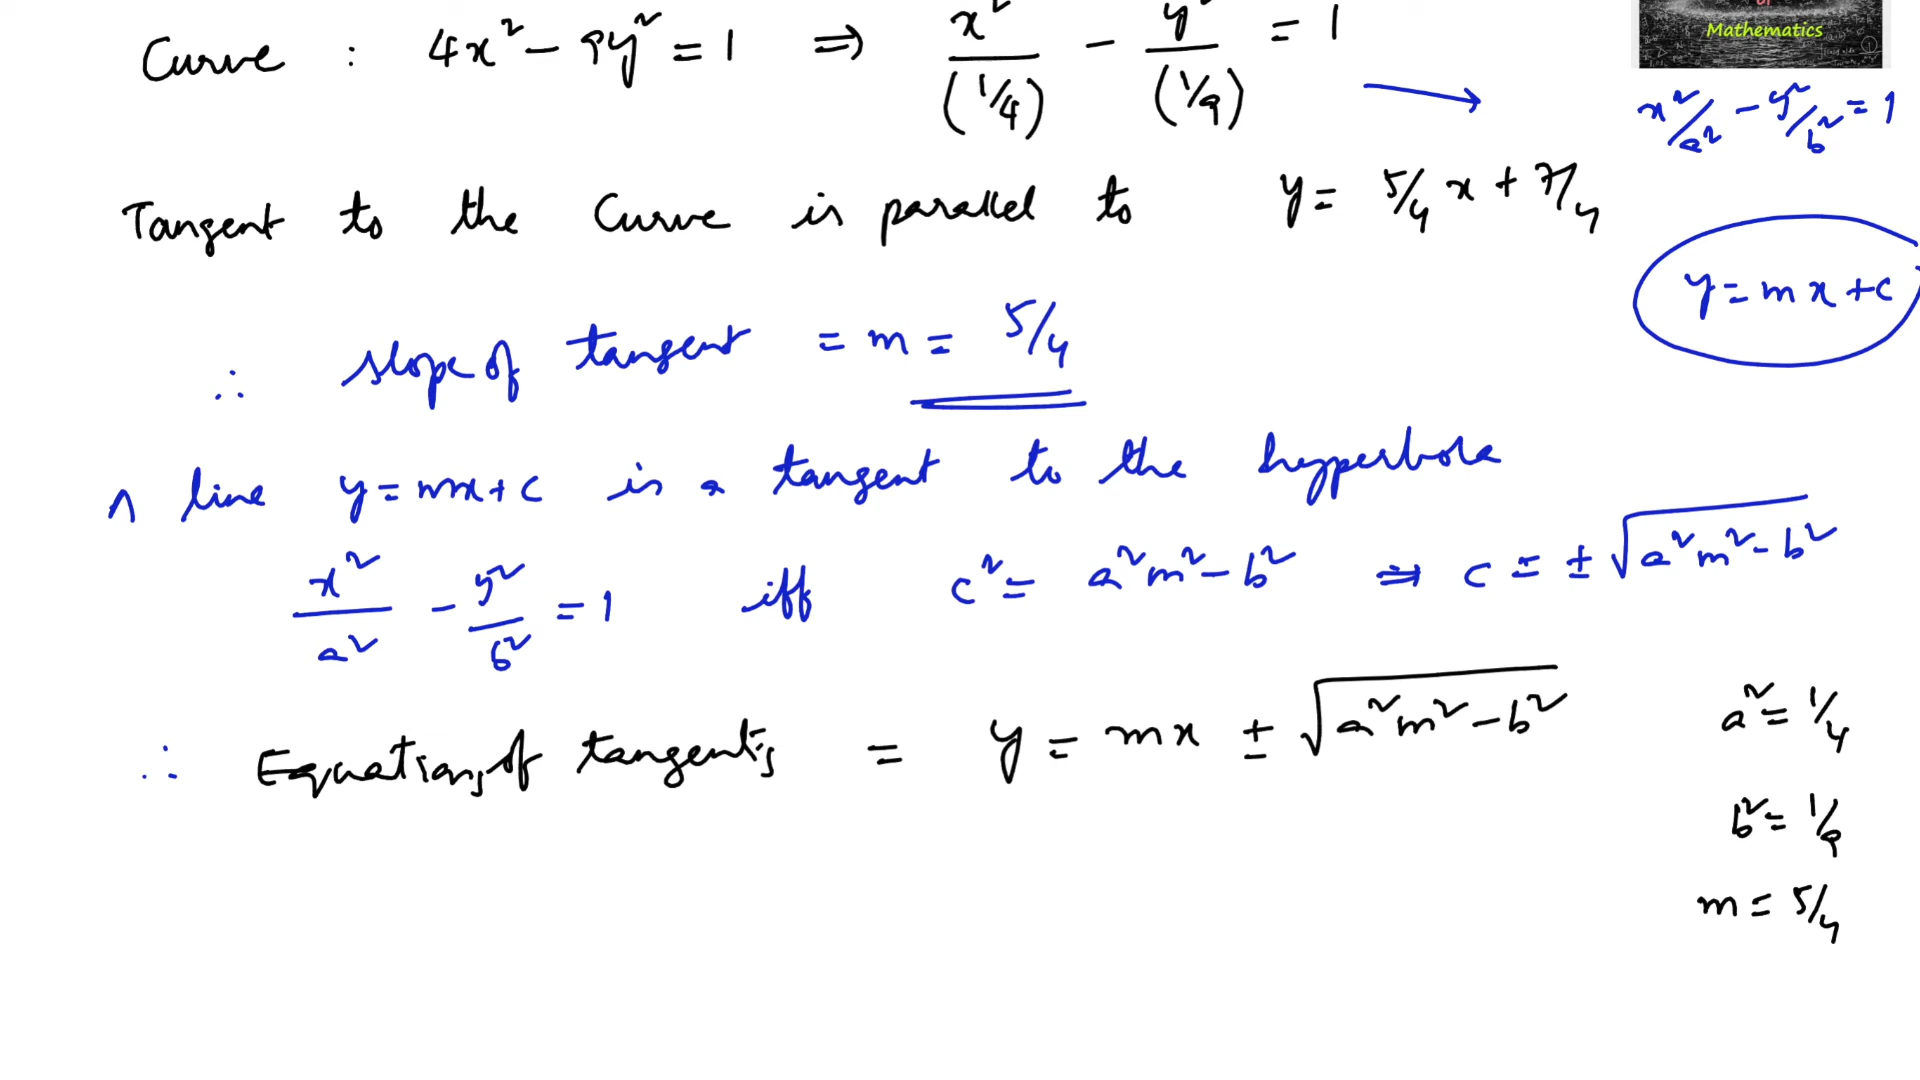 Curve : 4x² - 9y² = 1 ⇒ x²/(1/4) - y²/(1/9) = 1
Mathematics
x²/a² - y²/b² = 1
Tangent to the Curve is parallel to y = 5/4 x + 7/4
y = mx + c
∴ slope of tangent = m = 5/4
A line y = mx + c is a tangent to the hyperbola
x²/a² - y²/b² = 1 iff c² = a²m² - b² ⇒ c = ± √(a²m² - b²)
∴ Equations of tangents = y = mx ± √(a²m² - b²)
a² = 1/4
b² = 1/9
m = 5/4